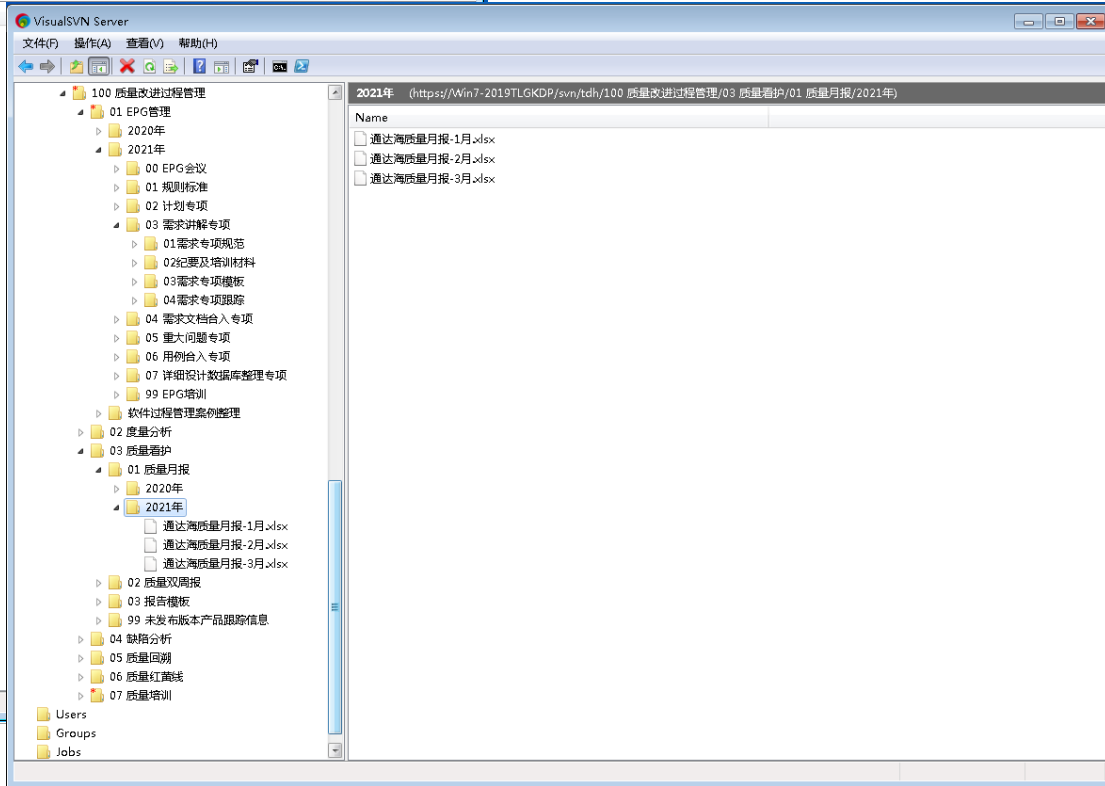 VisualSVN Server
文件(F) 操作(A) 查看(V) 帮助(H)
100 质量改进过程管理
01 EPG管理
2020年
2021年
00 EPG会议
01 规则标准
02 计划专项
03 需求讲解专项
01需求专项规范
02纪要及培训材料
03需求专项模板
04需求专项跟踪
04 需求文档台入专项
05 重大问题专项
06 用例台入专项
07 详细设计数据库整理专项
99 EPG培训
软件过程管理案例整理
02 度量分析
03 质量看护
01 质量月报
2020年
2021年
通达海质量月报-1月.xlsx
通达海质量月报-2月.xlsx
通达海质量月报-3月.xlsx
02 质量双周报
03 报告模板
99 未发布版本产品跟踪信息
04 缺陷分析
05 质量回溯
06 质量红黄线
07 质量培训
Users
Groups
Jobs
2021年 (https://Win7-2019TLGKDP/svn/tdh/100 质量改进过程管理/03 质量看护/01 质量月报/2021年)
Name
通达海质量月报-1月.xlsx
通达海质量月报-2月.xlsx
通达海质量月报-3月.xlsx